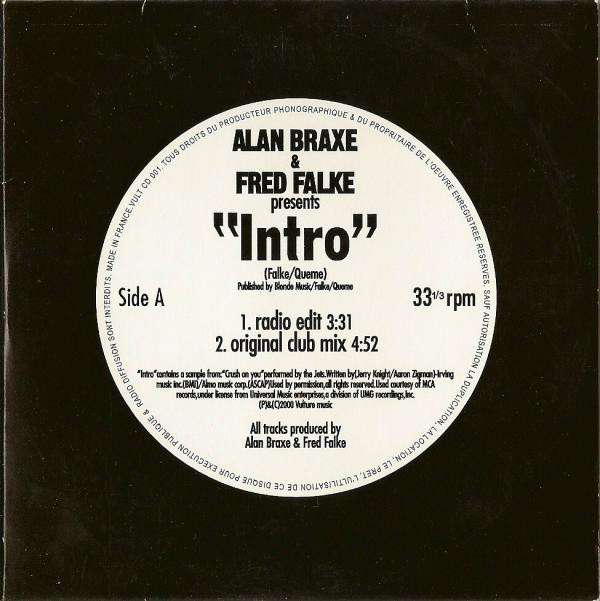 ALAN BRAXE
&
FRED FALKE
presents
"Intro"
(Falke/Queme)
Published by Blonde Music/Falke/Queme
Side A
33 1/3 rpm
1. radio edit 3:31
2. original club mix 4:52
"Intro"contains a sample from:"Crush on you"performed by the Jets.Written by(Jerry Knight/Aaron Zigman)-Irving
music inc.(BMI)/Almo music corp.(ASCAP)Used by permission,all rights reserved.Used courtesy of MCA
records,under license from Universal Music enterprises,a division of UMG recordings,Inc.
(P)&(C)2000 Vulture music
All tracks produced by
Alan Braxe & Fred Falke
MADE IN FRANCE.VULT CD 001.TOUS DROITS DU PRODUCTEUR PHONOGRAPHIQUE & DU PROPRITAIRE DE L'OEUVRE ENREGISTREE RESERVES. SAUF AUTORISATION LA DUPLICATION, LA LOCATION, LE PRET, L'ULTILISATION DE CE DISQUE POUR EXECUTION PUBLIQUE & RADIO DIFFUSION SONT INTERDITS.